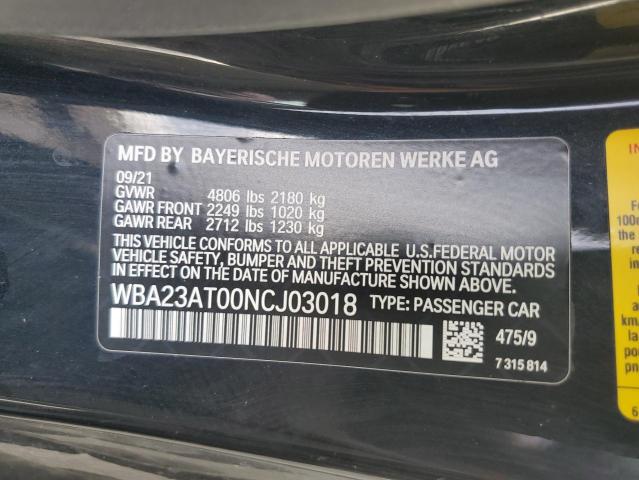 MFD BY BAYERISCHE MOTOREN WERKE AG
09/21
GVWR 4806 lbs 2180 kg
GAWR FRONT 2249 lbs 1020 kg
GAWR REAR 2712 lbs 1230 kg
THIS VEHICLE CONFORMS TO ALL APPLICABLE U.S.FEDERAL MOTOR
VEHICLE SAFETY, BUMPER AND THEFT PREVENTION STANDARDS
IN EFFECT ON THE DATE OF MANUFACTURE SHOWN ABOVE.
WBA23AT00NCJ03018 TYPE: PASSENGER CAR
475/9
7 315 814
100
the
km/